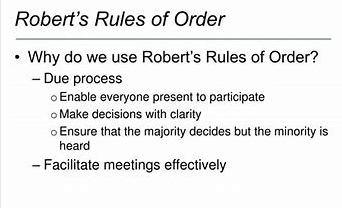 Robert's Rules of Order
• Why do we use Robert's Rules of Order?
– Due process
o Enable everyone present to participate
o Make decisions with clarity
o Ensure that the majority decides but the minority is
heard
– Facilitate meetings effectively